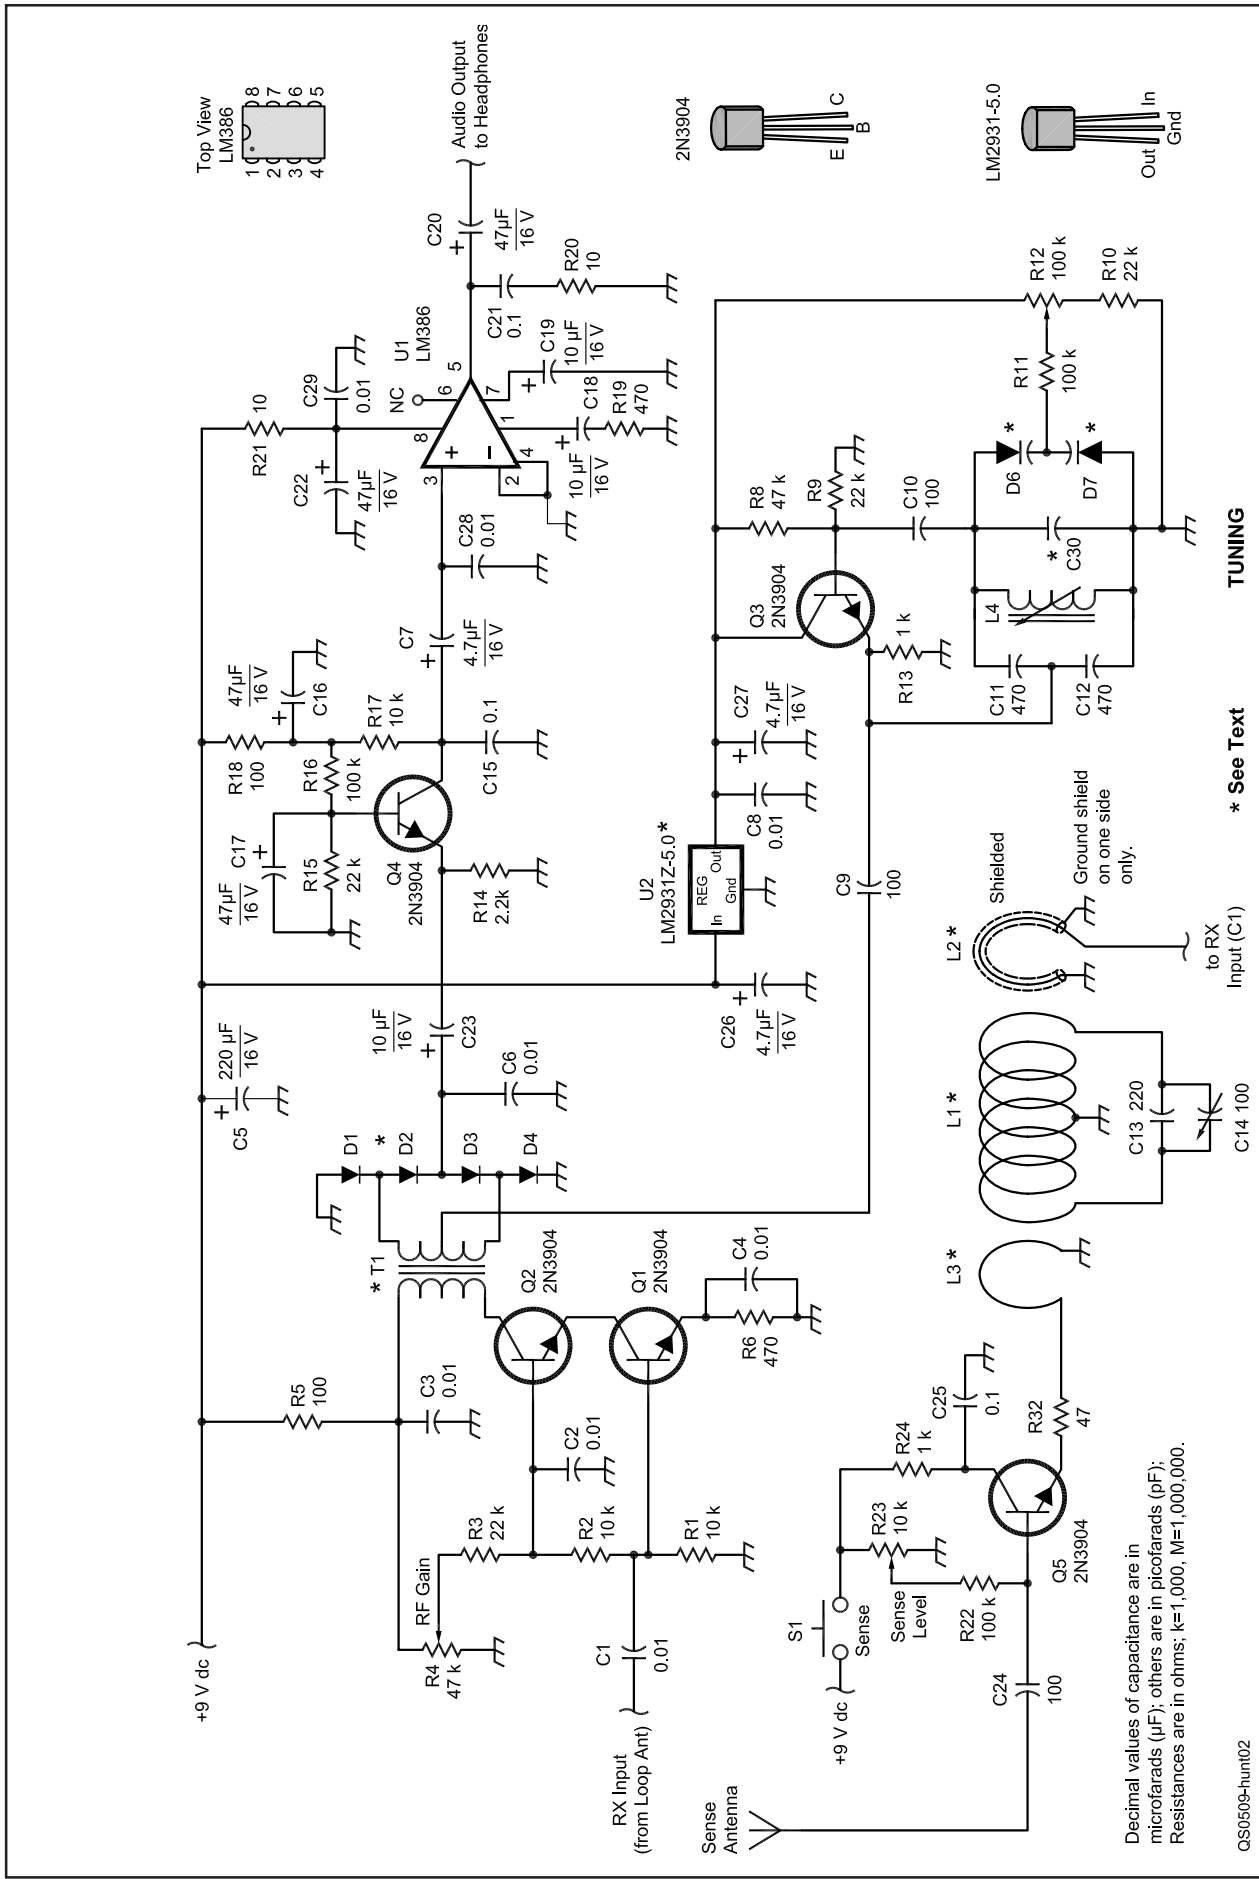 Top View
LM386
1
2
3
4
8
7
6
5
Audio Output
to Headphones
2N3904
E
B
C
LM2931-5.0
Out
Gnd
In
+9 V dc
R5
100
C5
220 µF
16 V
+
R18
100
47µF
16 V
+
C16
R21
10
C22
47µF
16 V
+
C29
0.01
NC
U1
LM386
3
2
4
8
6
1
7
5
+
–
C20
+
47µF
16 V
C21
0.1
R20
10
C19
10 µF
16 V
+
C18
10 µF
16 V
+
R19
470
C28
0.01
C7
+
4.7µF
16 V
R17
10 k
R16
100 k
C15
0.1
C17
+
47µF
16 V
R15
22 k
Q4
2N3904
R14
2.2k
10 µF
16 V
+
C23
C6
0.01
D1
D2
*
D3
D4
* T1
Q2
2N3904
Q1
2N3904
C4
0.01
R6
470
C3
0.01
C2
0.01
RF Gain
R4
47 k
R3
22 k
R2
10 k
R1
10 k
C1
0.01
RX Input
(from Loop Ant)
U2
LM2931Z-5.0*
REG
In
Out
Gnd
C26
+
4.7µF
16 V
C8
0.01
C27
+
4.7µF
16 V
Q3
2N3904
R8
47 k
R9
22 k
C10
100
R13
1 k
C9
100
C11
470
C12
470
L4
*
C30
D6
*
D7
*
R11
100 k
R12
100 k
R10
22 k
TUNING
* See Text
Sense
Antenna
+9 V dc
S1
Sense
R23
10 k
Sense
Level
R22
100 k
R24
1 k
C25
0.1
C24
100
Q5
2N3904
R32
47
L3*
L1*
C13 220
C14 100
L2*
Shielded
Ground shield
on one side
only.
to RX
Input (C1)
Decimal values of capacitance are in
microfarads (µF); others are in picofarads (pF);
Resistances are in ohms; k=1,000, M=1,000,000.
QS0509-hunt02